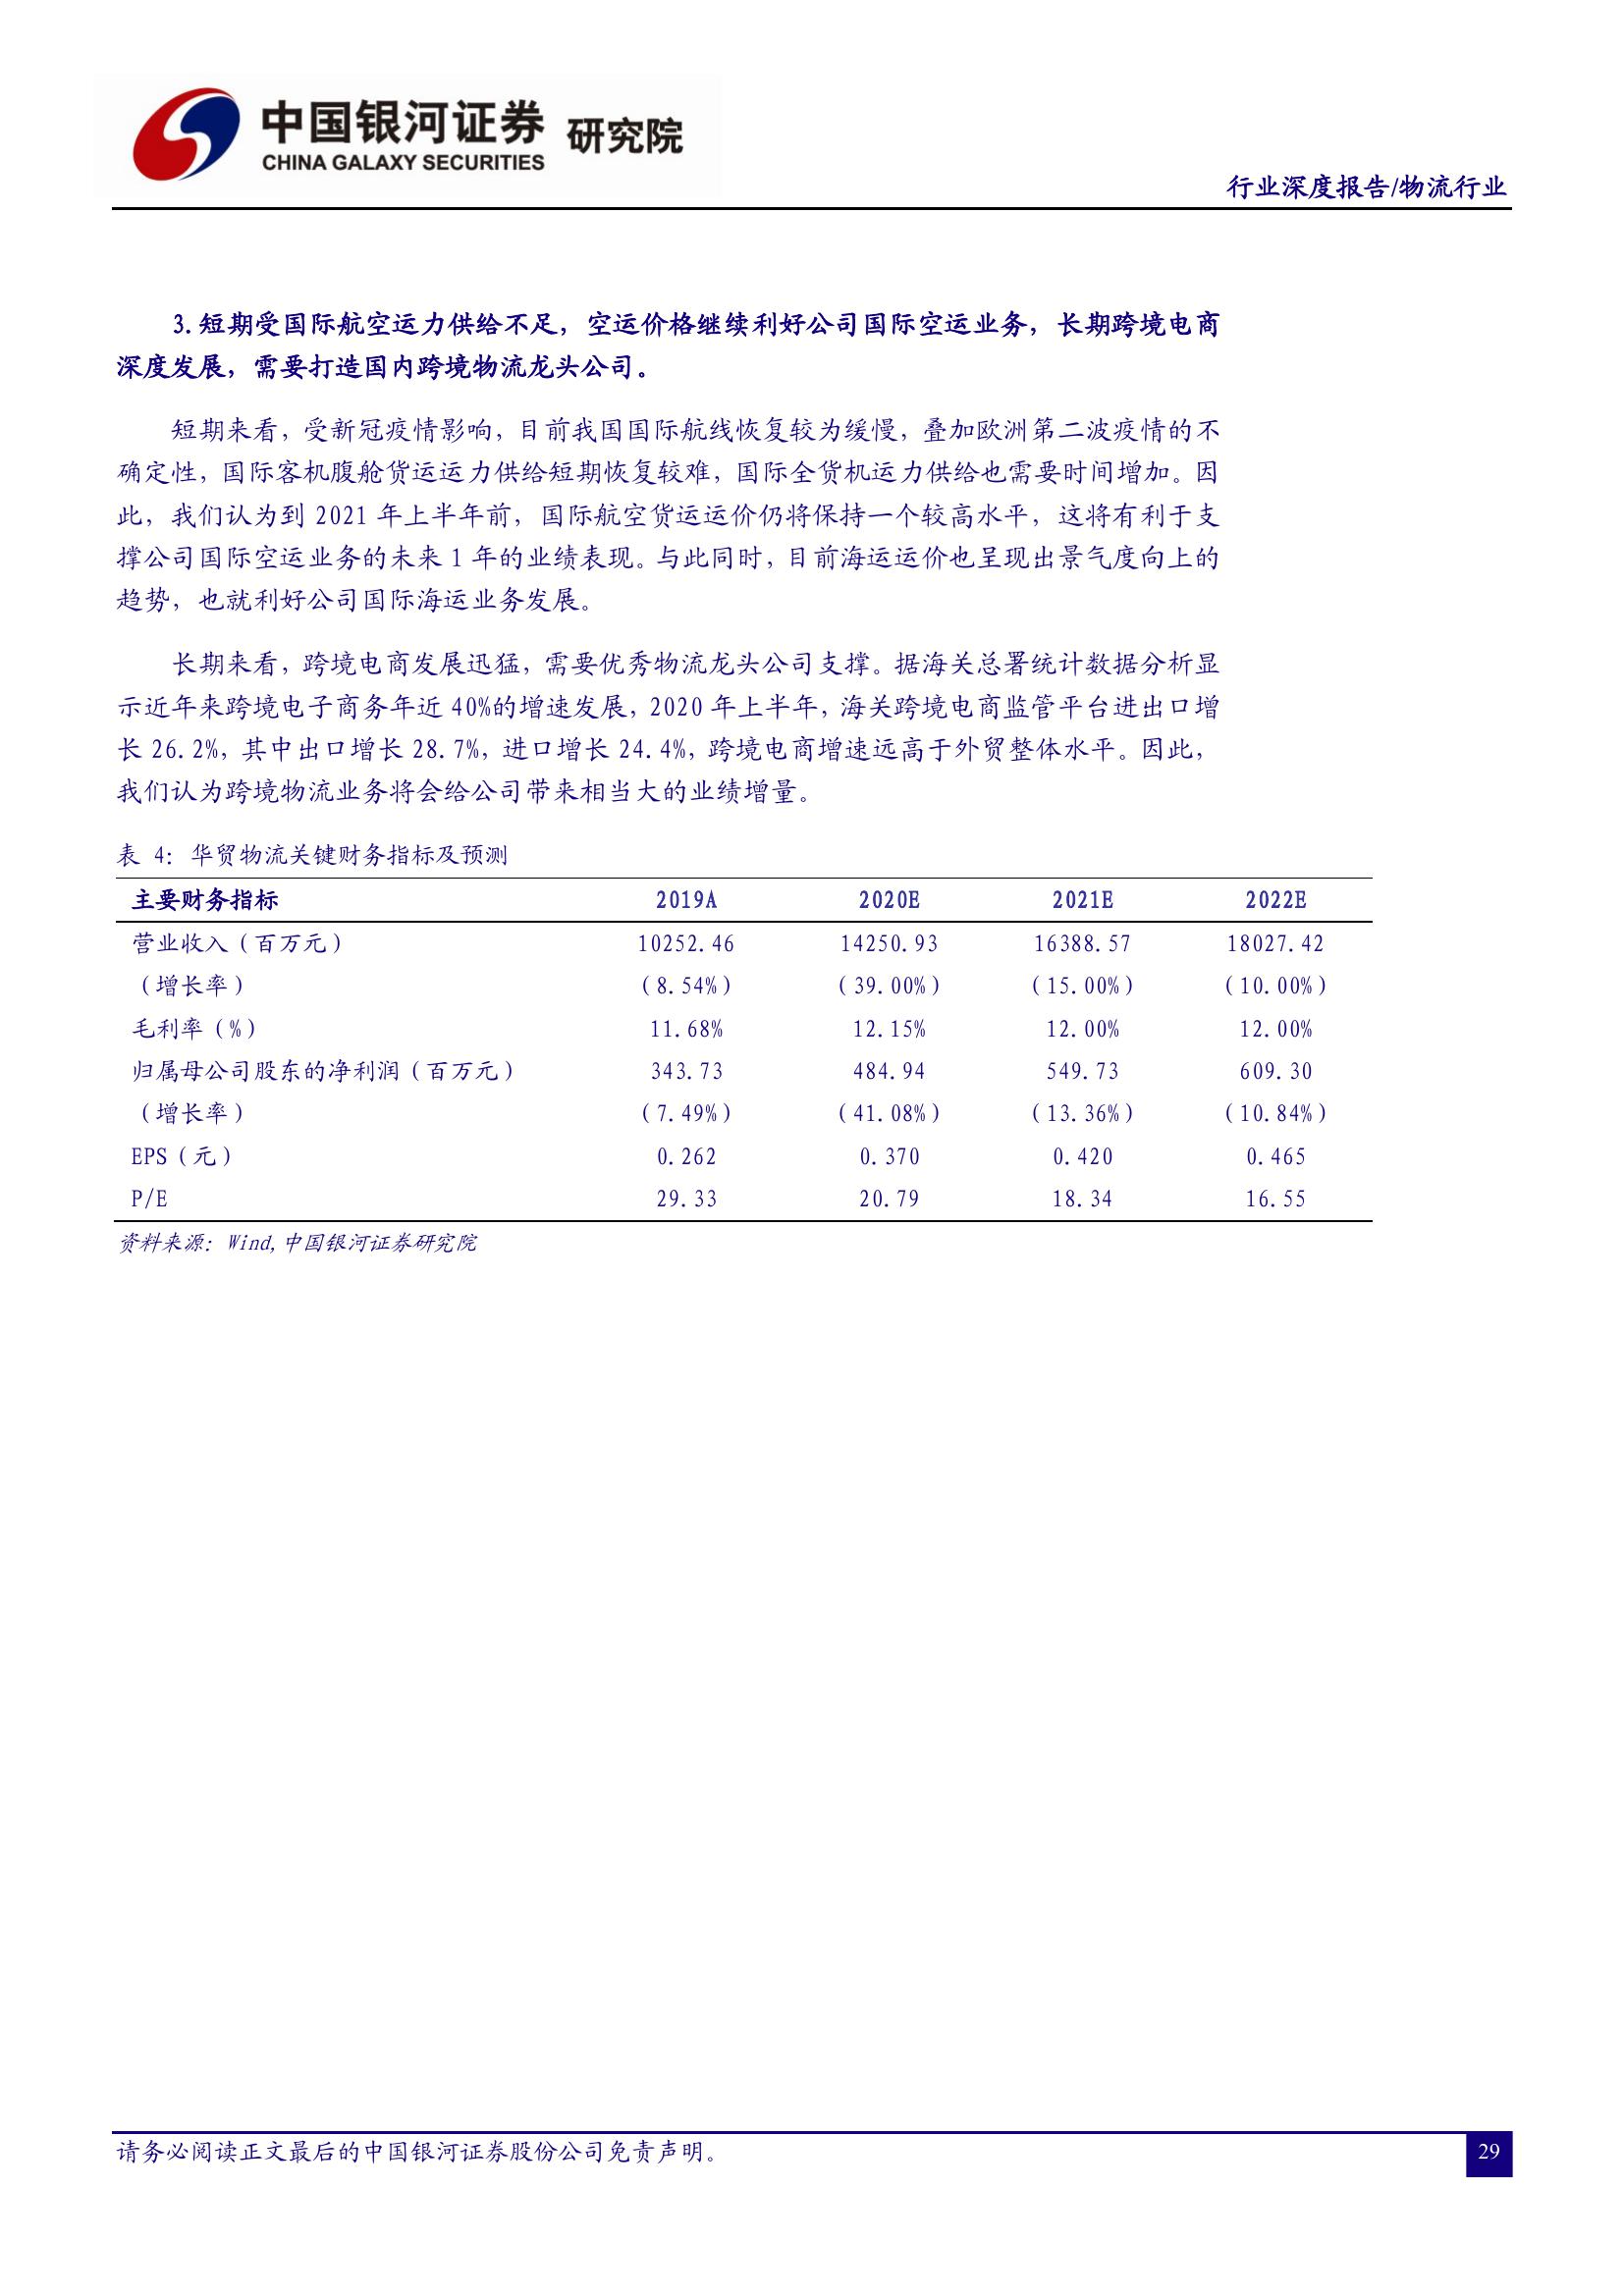 中国银河证券 研究院
CHINA GALAXY SECURITIES
行业深度报告/物流行业
3.短期受国际航空运力供给不足，空运价格继续利好公司国际空运业务，长期跨境电商
深度发展，需要打造国内跨境物流龙头公司。
短期来看，受新冠疫情影响，目前我国国际航线恢复较为缓慢，叠加欧洲第二波疫情的不
确定性，国际客机腹舱货运运力供给短期恢复较难，国际全货机运力供给也需要时间增加。因
此，我们认为到 2021 年上半年前，国际航空货运运价仍将保持一个较高水平，这将有利于支
撑公司国际空运业务的未来 1 年的业绩表现。与此同时，目前海运运价也呈现出景气度向上的
趋势，也就利好公司国际海运业务发展。
长期来看，跨境电商发展迅猛，需要优秀物流龙头公司支撑。据海关总署统计数据分析显
示近年来跨境电子商务年近 40%的增速发展，2020 年上半年，海关跨境电商监管平台进出口增
长 26.2%，其中出口增长 28.7%，进口增长 24.4%，跨境电商增速远高于外贸整体水平。因此，
我们认为跨境物流业务将会给公司带来相当大的业绩增量。
表 4：华贸物流关键财务指标及预测
主要财务指标 2019A 2020E 2021E 2022E
营业收入（百万元） 10252.46 14250.93 16388.57 18027.42
（增长率） （8.54%） （39.00%） （15.00%） （10.00%）
毛利率（%） 11.68% 12.15% 12.00% 12.00%
归属母公司股东的净利润（百万元） 343.73 484.94 549.73 609.30
（增长率） （7.49%） （41.08%） （13.36%） （10.84%）
EPS（元） 0.262 0.370 0.420 0.465
P/E 29.33 20.79 18.34 16.55
资料来源：Wind,中国银河证券研究院
请务必阅读正文最后的中国银河证券股份公司免责声明。
29